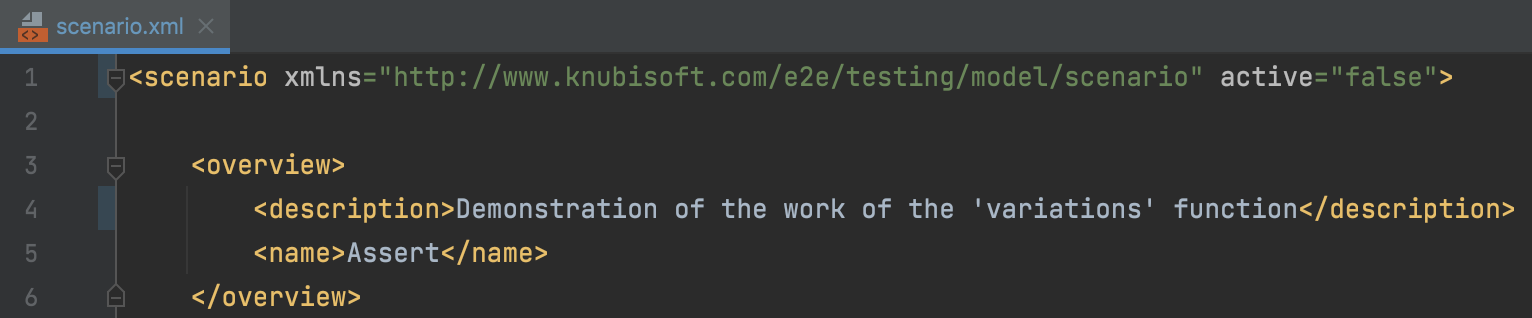 scenario.xml
1 <scenario xmlns="http://www.knubisoft.com/e2e/testing/model/scenario" active="false">
2
3 <overview>
4 <description>Demonstration of the work of the 'variations' function</description>
5 <name>Assert</name>
6 </overview>